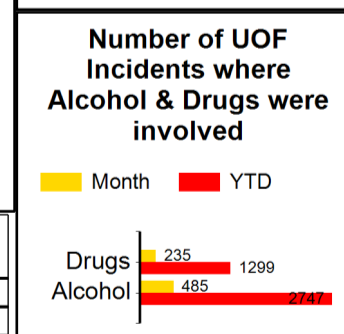 Number of UOF
Incidents where
Alcohol & Drugs were
involved
Month YTD
Drugs 235
1299
Alcohol 485
2747